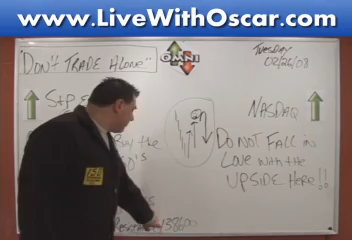 www.LiveWithOscar.com
"DON'T TRADE ALONE"
OMNI
TUESDAY
02/26/08
S+P
NASDAQ
Buy the
DO NOT FALL in
LOVE with the
UPSIDE HERE!!